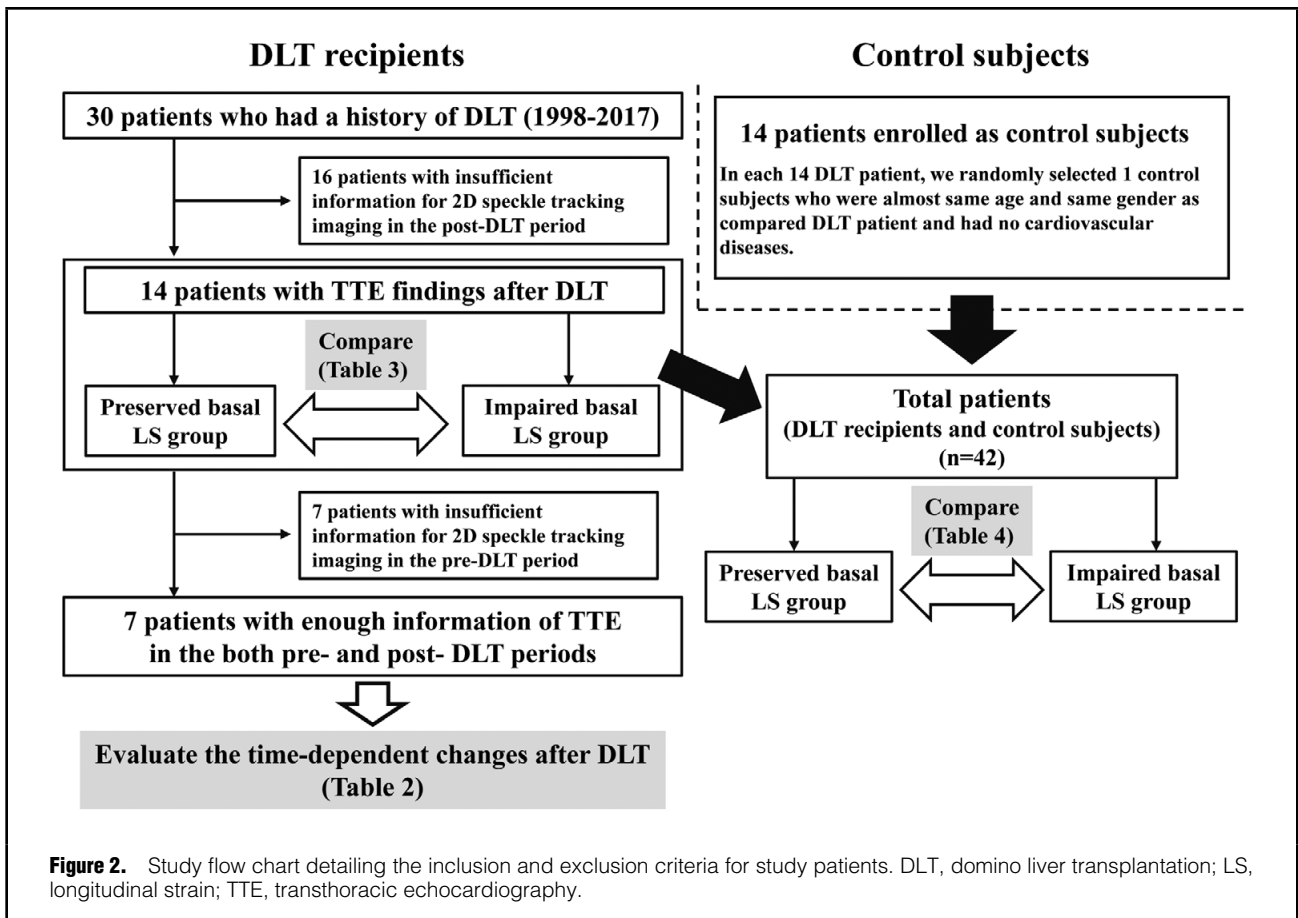 DLT recipients
30 patients who had a history of DLT (1998-2017)
16 patients with insufficient
information for 2D speckle tracking
imaging in the post-DLT period
14 patients with TTE findings after DLT
Compare
(Table 3)
Preserved basal
LS group
Impaired basal
LS group
7 patients with insufficient
information for 2D speckle tracking
imaging in the pre-DLT period
7 patients with enough information of TTE
in the both pre- and post- DLT periods
Evaluate the time-dependent changes after DLT
(Table 2)
Control subjects
14 patients enrolled as control subjects
In each 14 DLT patient, we randomly selected 1 control
subjects who were almost same age and same gender as
compared DLT patient and had no cardiovascular
diseases.
Total patients
(DLT recipients and control subjects)
(n=42)
Compare
(Table 4)
Preserved basal
LS group
Impaired basal
LS group
Figure 2. Study flow chart detailing the inclusion and exclusion criteria for study patients. DLT, domino liver transplantation; LS,
longitudinal strain; TTE, transthoracic echocardiography.